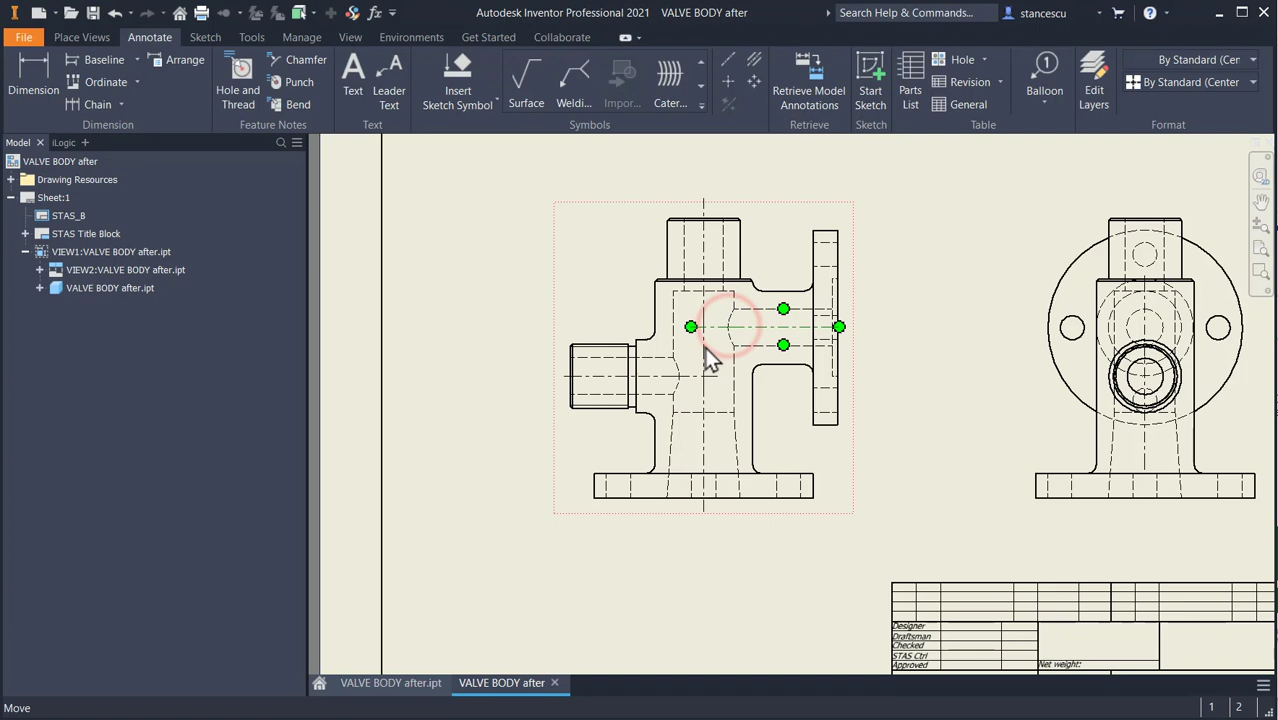 Autodesk Inventor Professional 2021 VALVE BODY after
Search Help & Commands...
stancescu
File Place Views Annotate Sketch Tools Manage View Environments Get Started Collaborate
Dimension
Baseline
Ordinate
Chain
Arrange
Dimension
Hole and Thread
Chamfer
Punch
Bend
Feature Notes
Text
Leader Text
Text
Insert Sketch Symbol
Surface
Weldi...
Impor...
Cater...
Symbols
Retrieve Model Annotations
Retrieve
Start Sketch
Sketch
Parts List
Hole
Revision
General
Table
Balloon
Edit Layers
By Standard (Cer
By Standard (Center
Format
Model
iLogic
VALVE BODY after
Drawing Resources
Sheet:1
STAS_B
STAS Title Block
VIEW1:VALVE BODY after.ipt
VIEW2:VALVE BODY after.ipt
VALVE BODY after.ipt
Designer
Draftsman
Checked
STAS Ctrl
Approved
Net weight:
VALVE BODY after.ipt
VALVE BODY after
Move
1 2